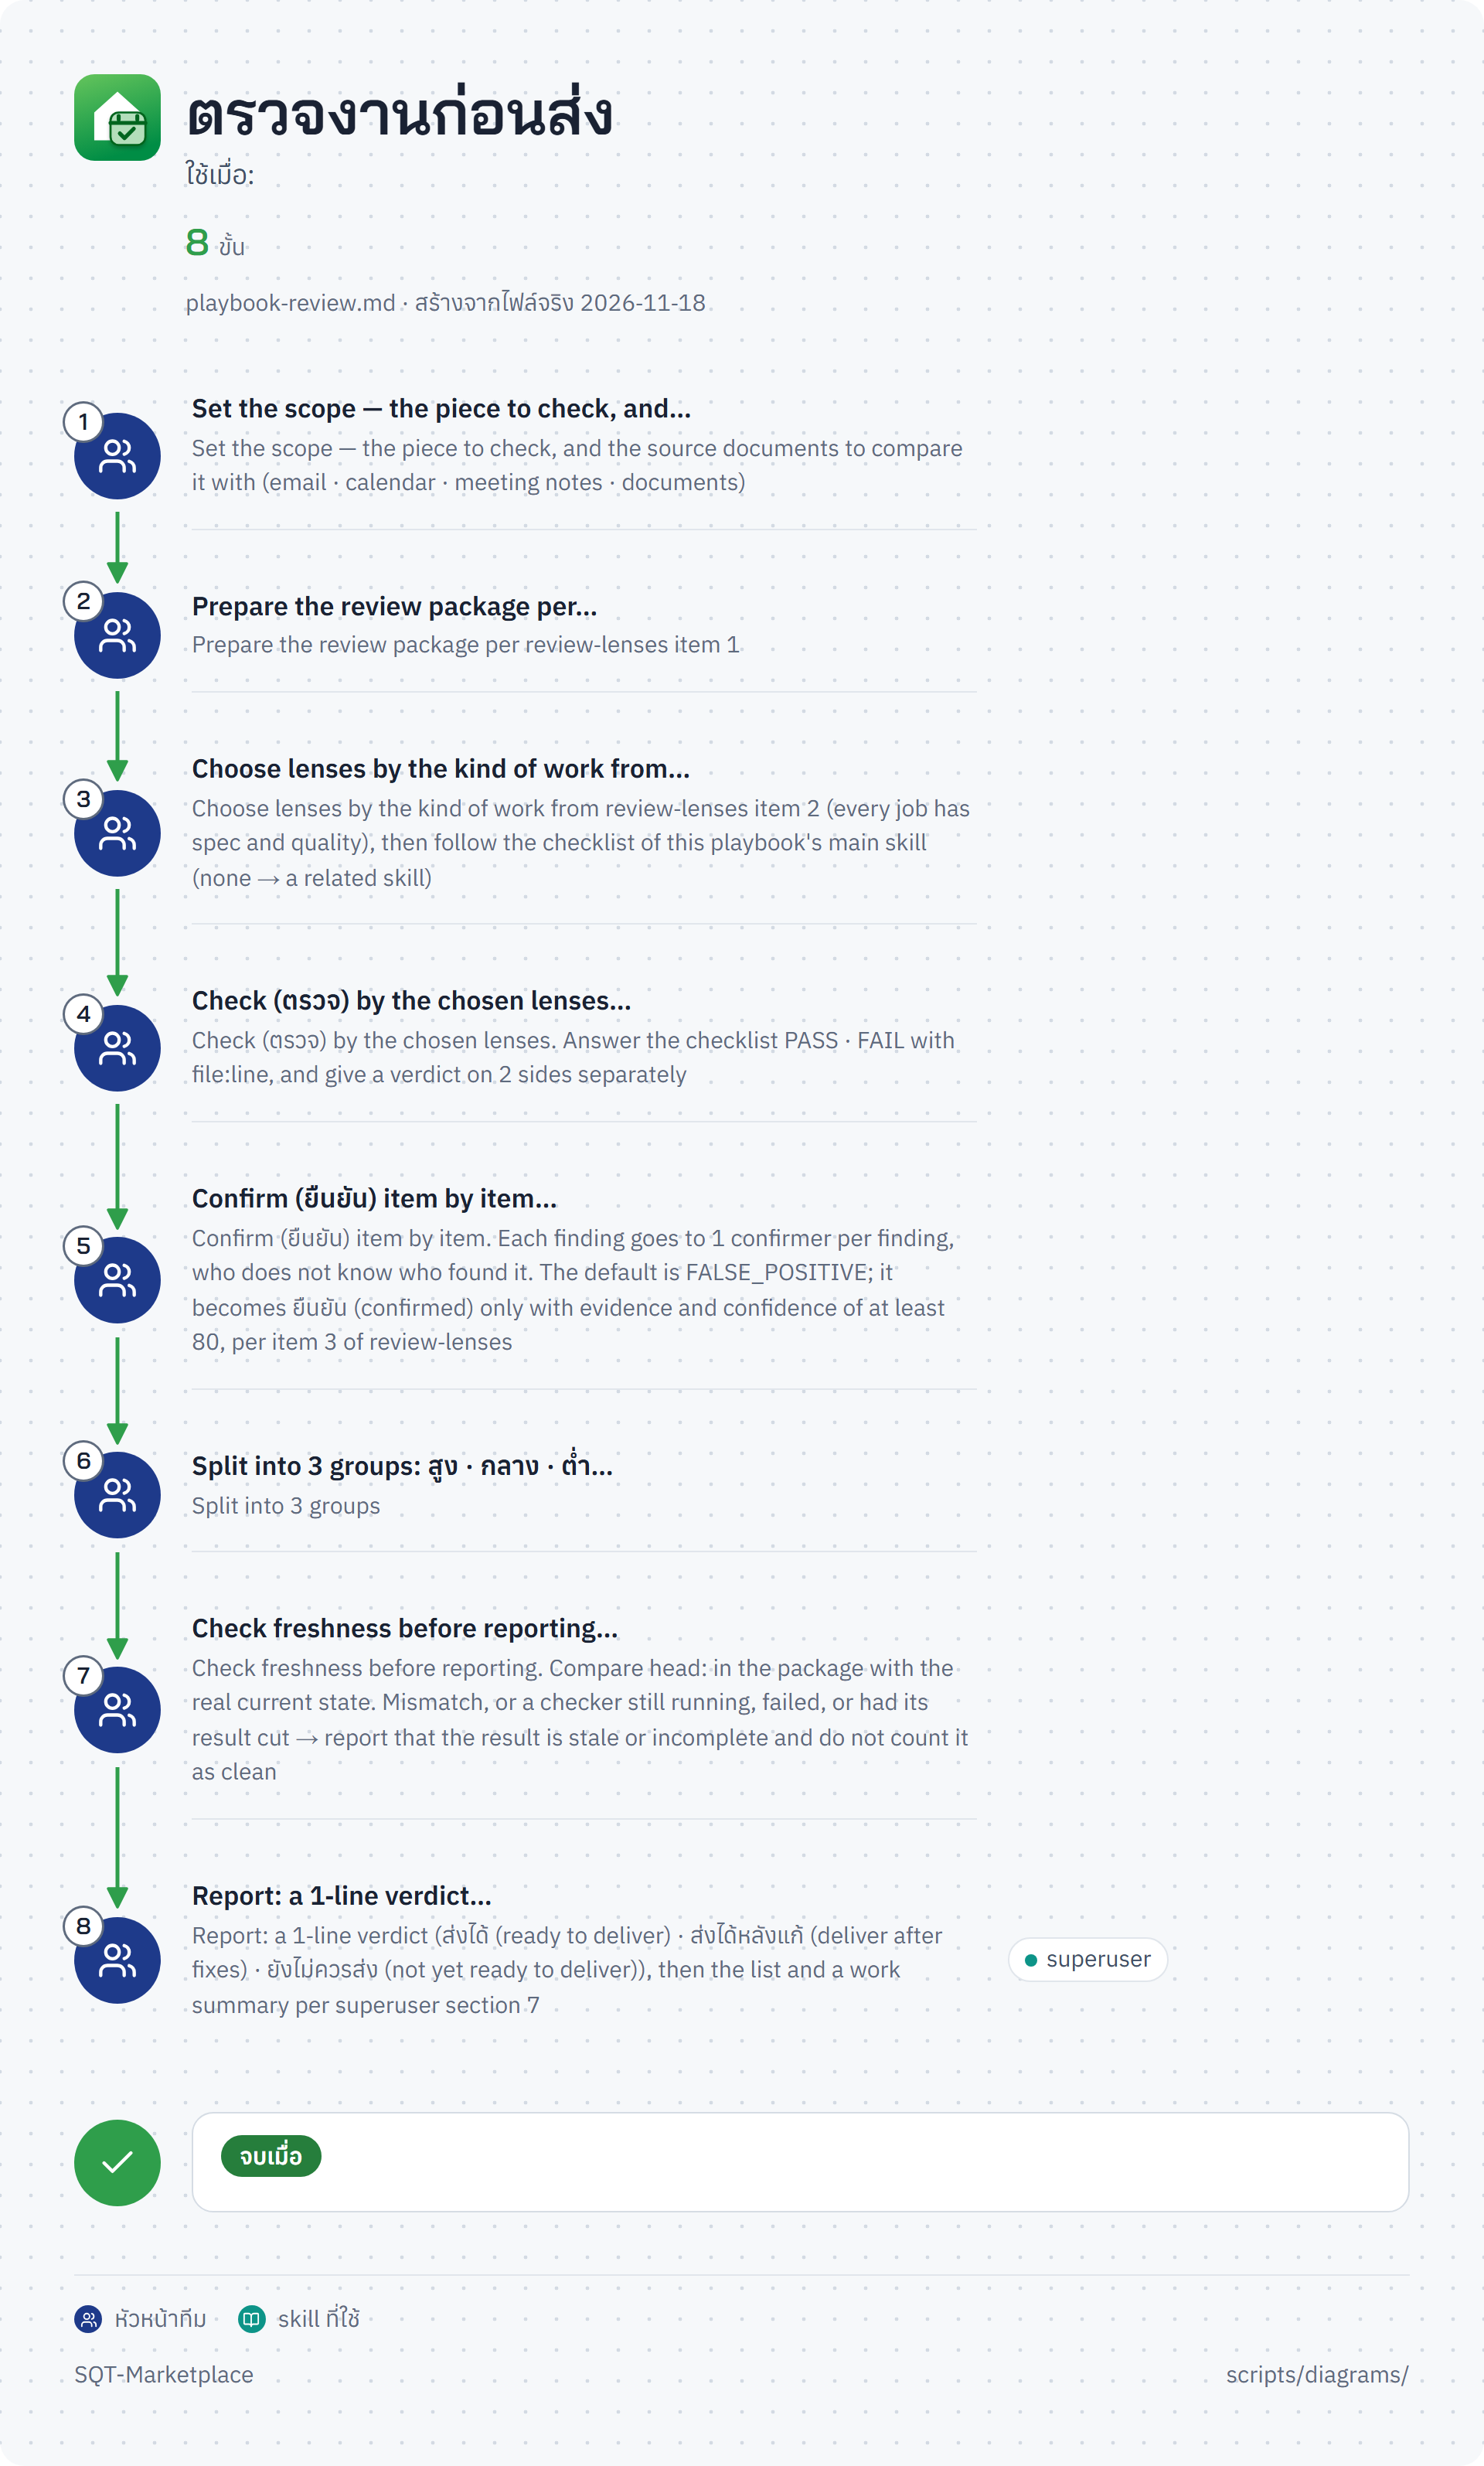 ตรวจงานก่อนส่ง
ใช้เมื่อ:
8 ขั้น
playbook-review.md · สร้างจากไฟล์จริง 2026-11-18
1
Set the scope — the piece to check, and...
Set the scope — the piece to check, and the source documents to compare
it with (email · calendar · meeting notes · documents)
2
Prepare the review package per...
Prepare the review package per review-lenses item 1
3
Choose lenses by the kind of work from...
Choose lenses by the kind of work from review-lenses item 2 (every job has
spec and quality), then follow the checklist of this playbook's main skill
(none → a related skill)
4
Check (ตรวจ) by the chosen lenses...
Check (ตรวจ) by the chosen lenses. Answer the checklist PASS · FAIL with
file:line, and give a verdict on 2 sides separately
5
Confirm (ยืนยัน) item by item...
Confirm (ยืนยัน) item by item. Each finding goes to 1 confirmer per finding,
who does not know who found it. The default is FALSE_POSITIVE; it
becomes ยืนยัน (confirmed) only with evidence and confidence of at least
80, per item 3 of review-lenses
6
Split into 3 groups: สูง · กลาง · ต่ำ...
Split into 3 groups
7
Check freshness before reporting...
Check freshness before reporting. Compare head: in the package with the
real current state. Mismatch, or a checker still running, failed, or had its
result cut → report that the result is stale or incomplete and do not count it
as clean
8
Report: a 1-line verdict...
Report: a 1-line verdict (ส่งได้ (ready to deliver) · ส่งได้หลังแก้ (deliver after
fixes) · ยังไม่ควรส่ง (not yet ready to deliver)), then the list and a work
summary per superuser section 7
superuser
จบเมื่อ
หัวหน้าทีม
skill ที่ใช้
SQT-Marketplace
scripts/diagrams/